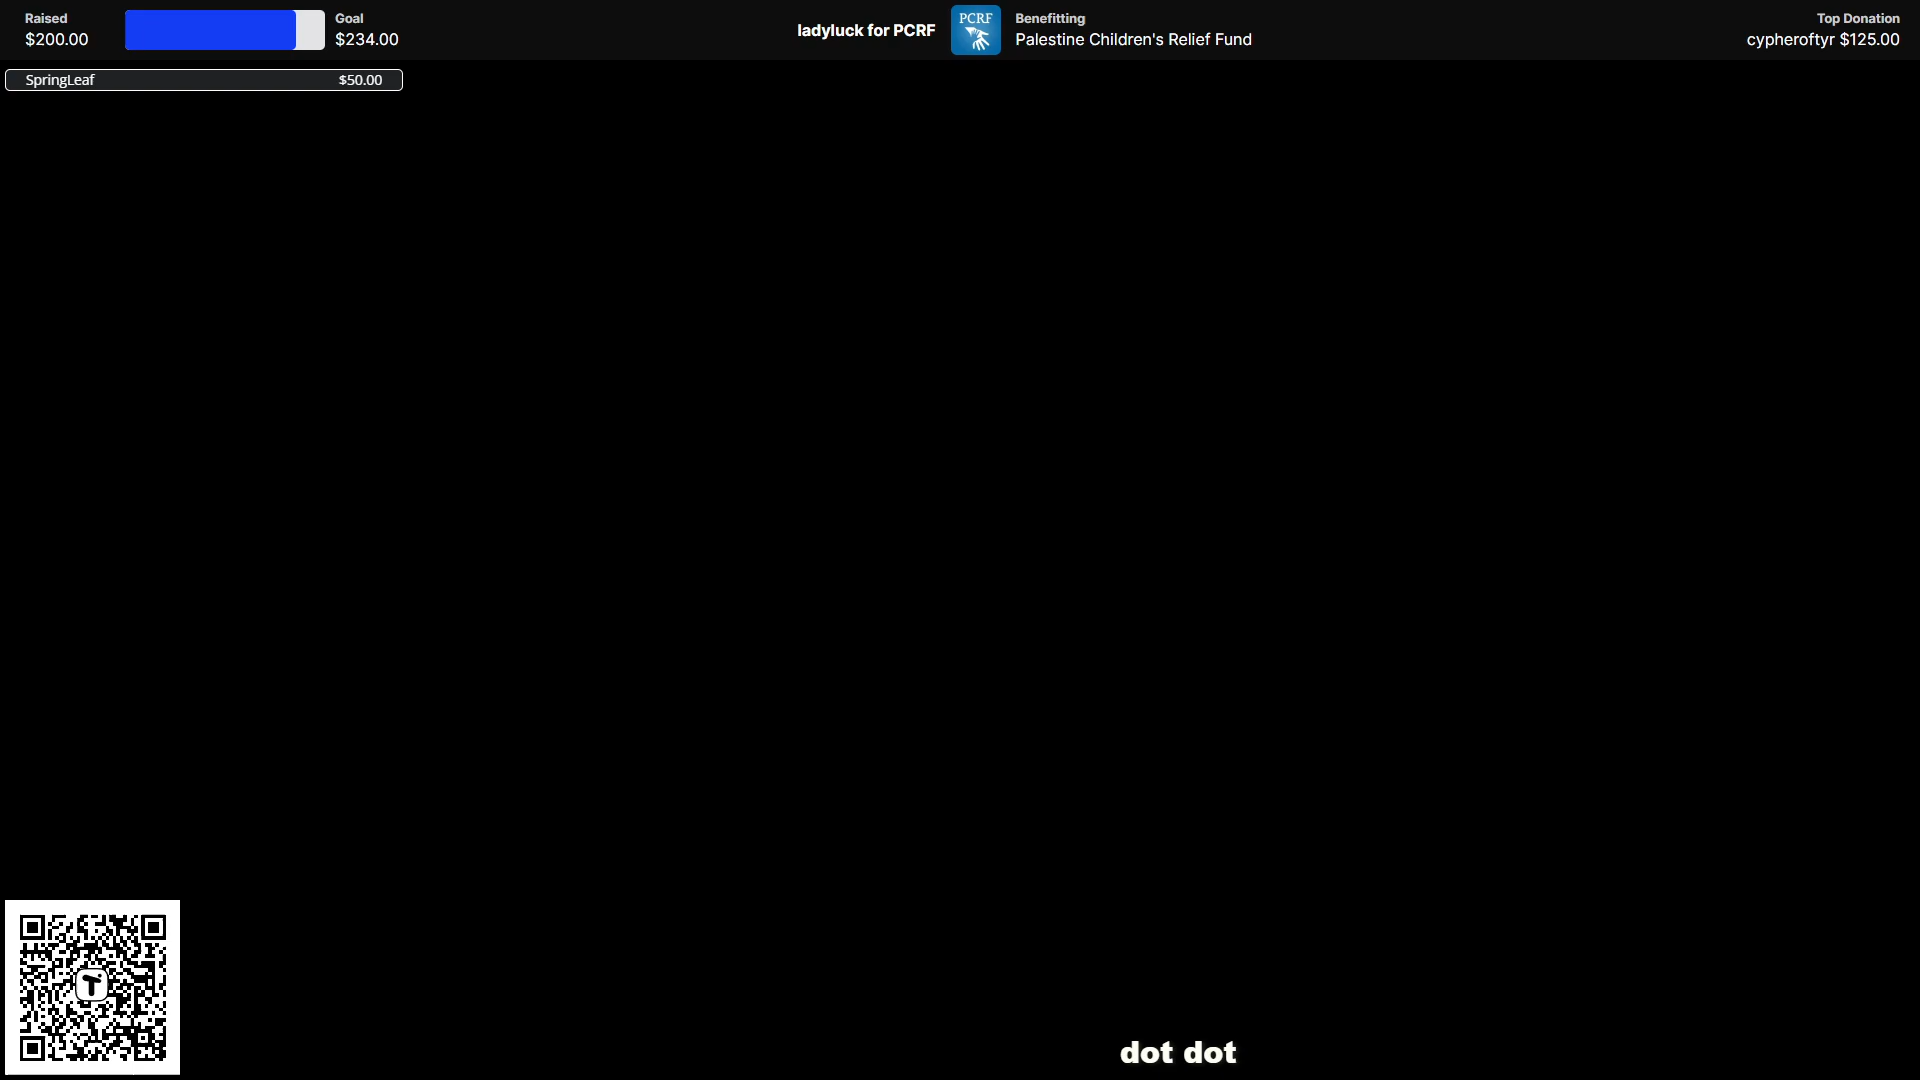 Raised
$200.00
Goal
$234.00
ladyluck for PCRF
PCRF
Benefitting
Palestine Children's Relief Fund
Top Donation
cypheroftyr $125.00
SpringLeaf $50.00
T
dot dot